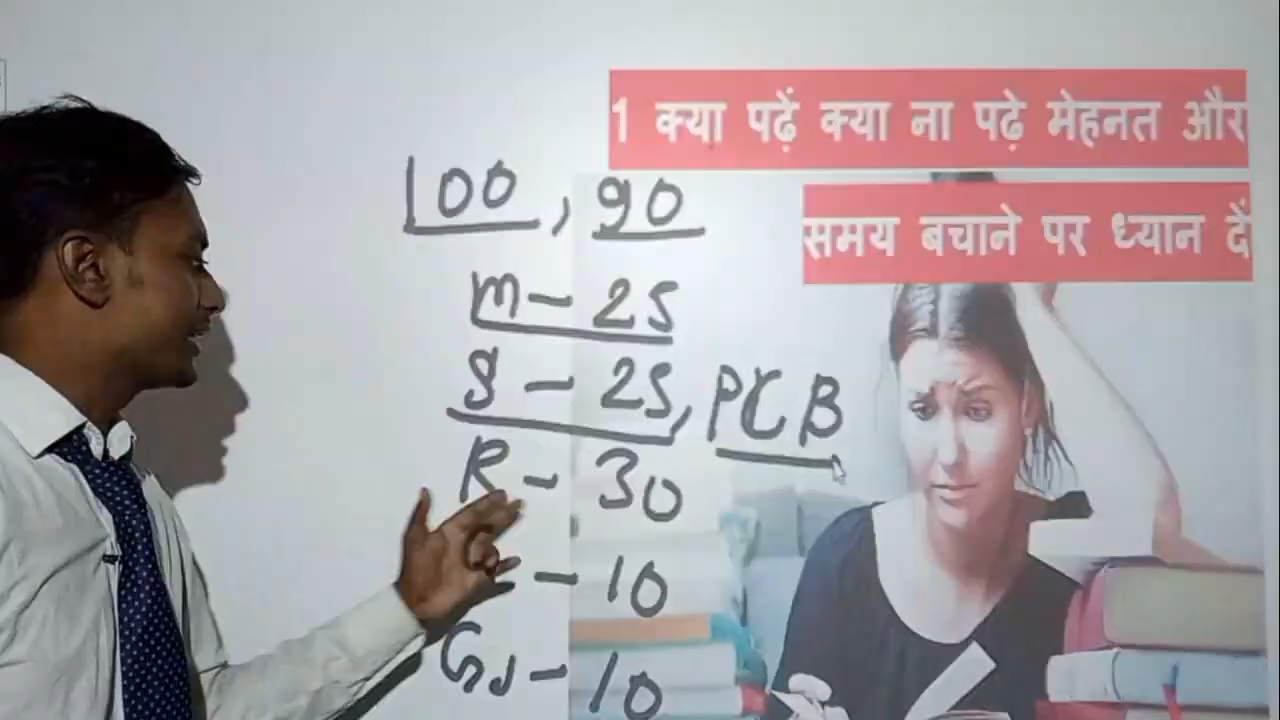 1 क्या पढ़ें क्या ना पढ़े मेहनत और
समय बचाने पर ध्यान दें
100, 90
M - 25
S - 25, PCB
R - 30
- 10
GJ - 10